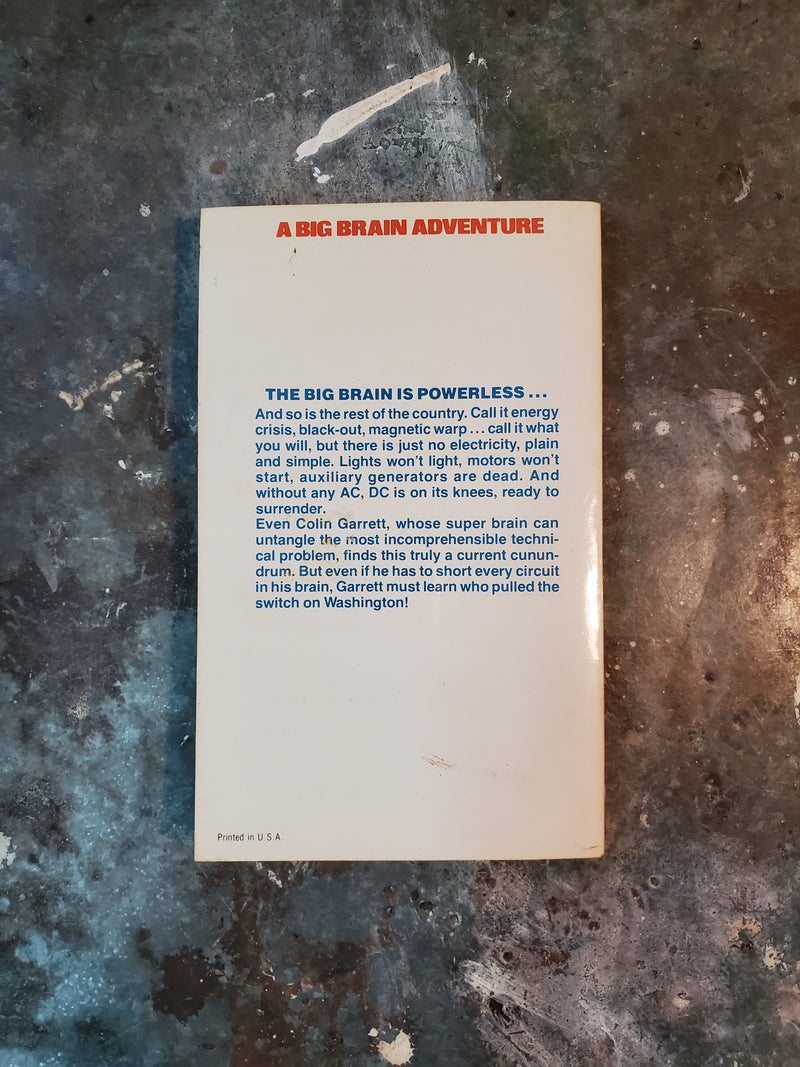 A BIG BRAIN ADVENTURE
THE BIG BRAIN IS POWERLESS ...
And so is the rest of the country. Call it energy
crisis, black-out, magnetic warp ... call it what
you will, but there is just no electricity, plain
and simple. Lights won't light, motors won't
start, auxiliary generators are dead. And
without any AC, DC is on its knees, ready to
surrender.
Even Colin Garrett, whose super brain can
untangle the most incomprehensible techni-
cal problem, finds this truly a current conun-
drum. But even if he has to short every circuit
in his brain, Garrett must learn who pulled the
switch on Washington!
Printed in U.S.A.